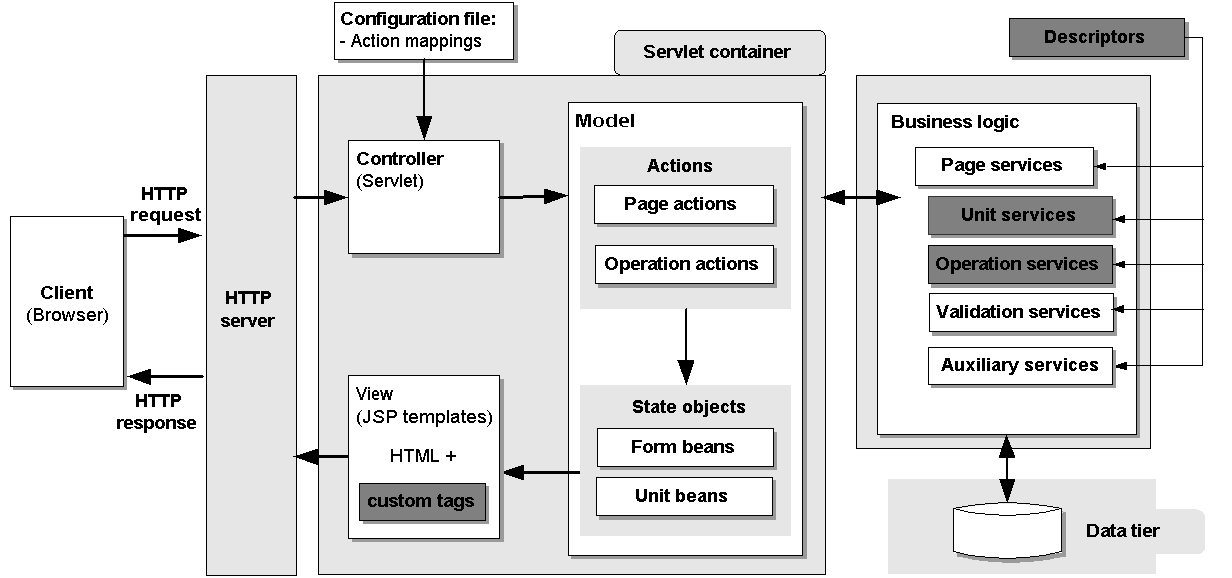 Configuration file:
- Action mappings
Servlet container
Descriptors
Controller
(Servlet)
Model
Actions
Page actions
Operation actions
Business logic
Page services
Unit services
Operation services
Validation services
Auxiliary services
HTTP
request
Client
(Browser)
HTTP
server
HTTP
response
View
(JSP templates)
HTML +
custom tags
State objects
Form beans
Unit beans
Data tier